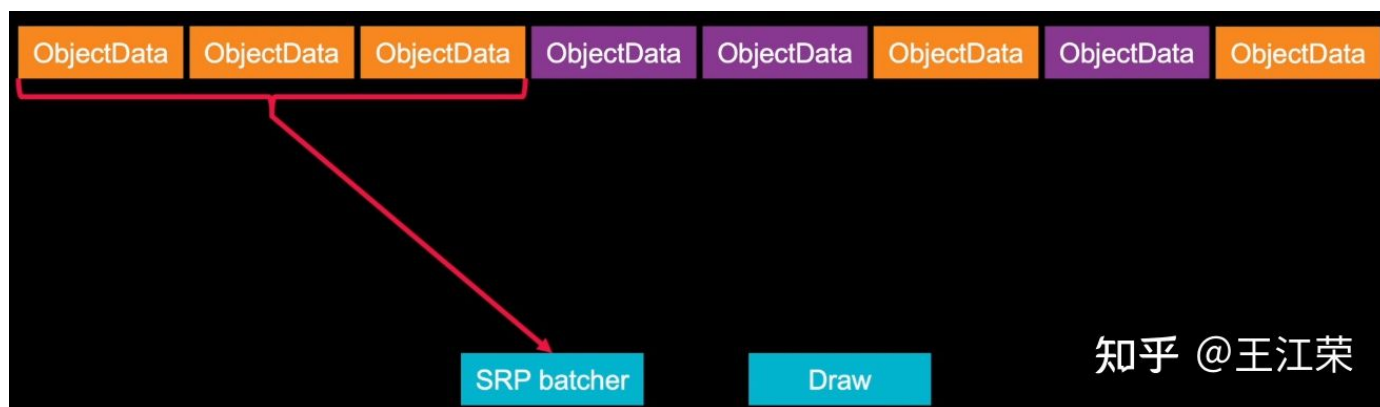 ObjectData ObjectData ObjectData ObjectData ObjectData ObjectData ObjectData ObjectData
SRP batcher Draw
知乎 @王江荣